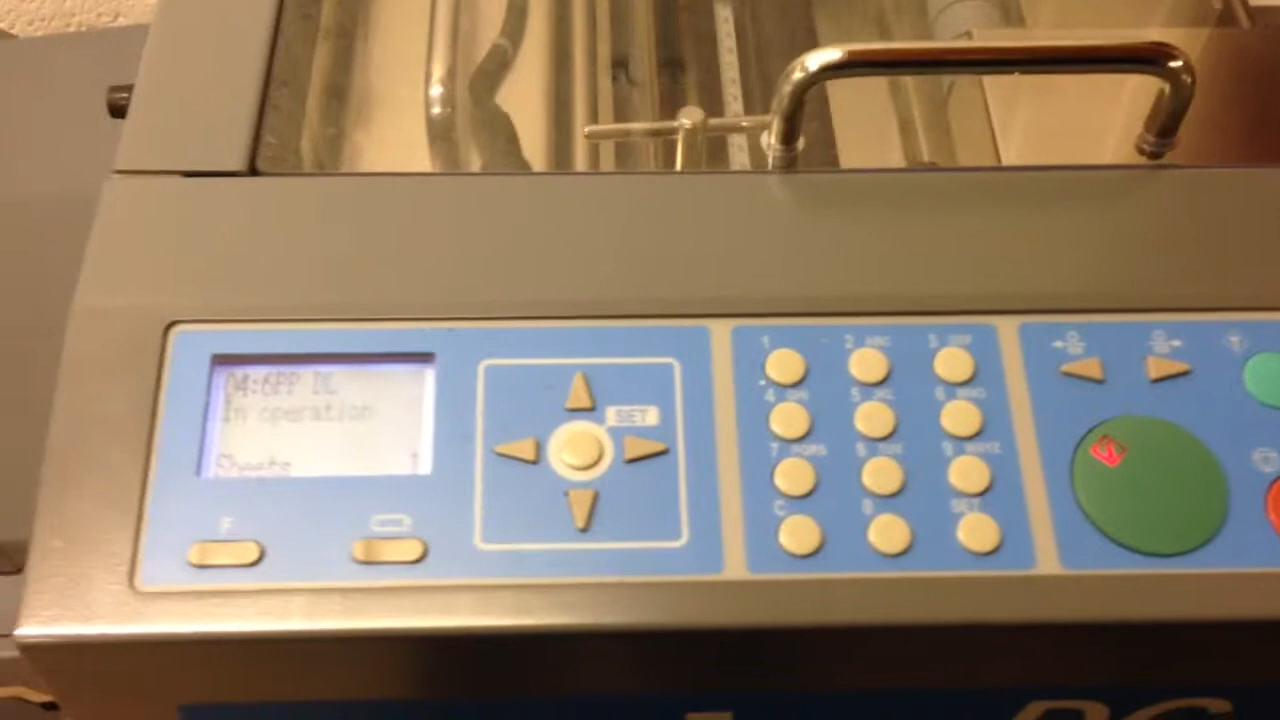 04:6PP DL
In operation
Sheets 1
F
SET
1 2 ABC 3 DEF
4 GHI 5 JKL 6 MNO
7 PQRS 8 TUV 9 WXYZ
C 0 SET